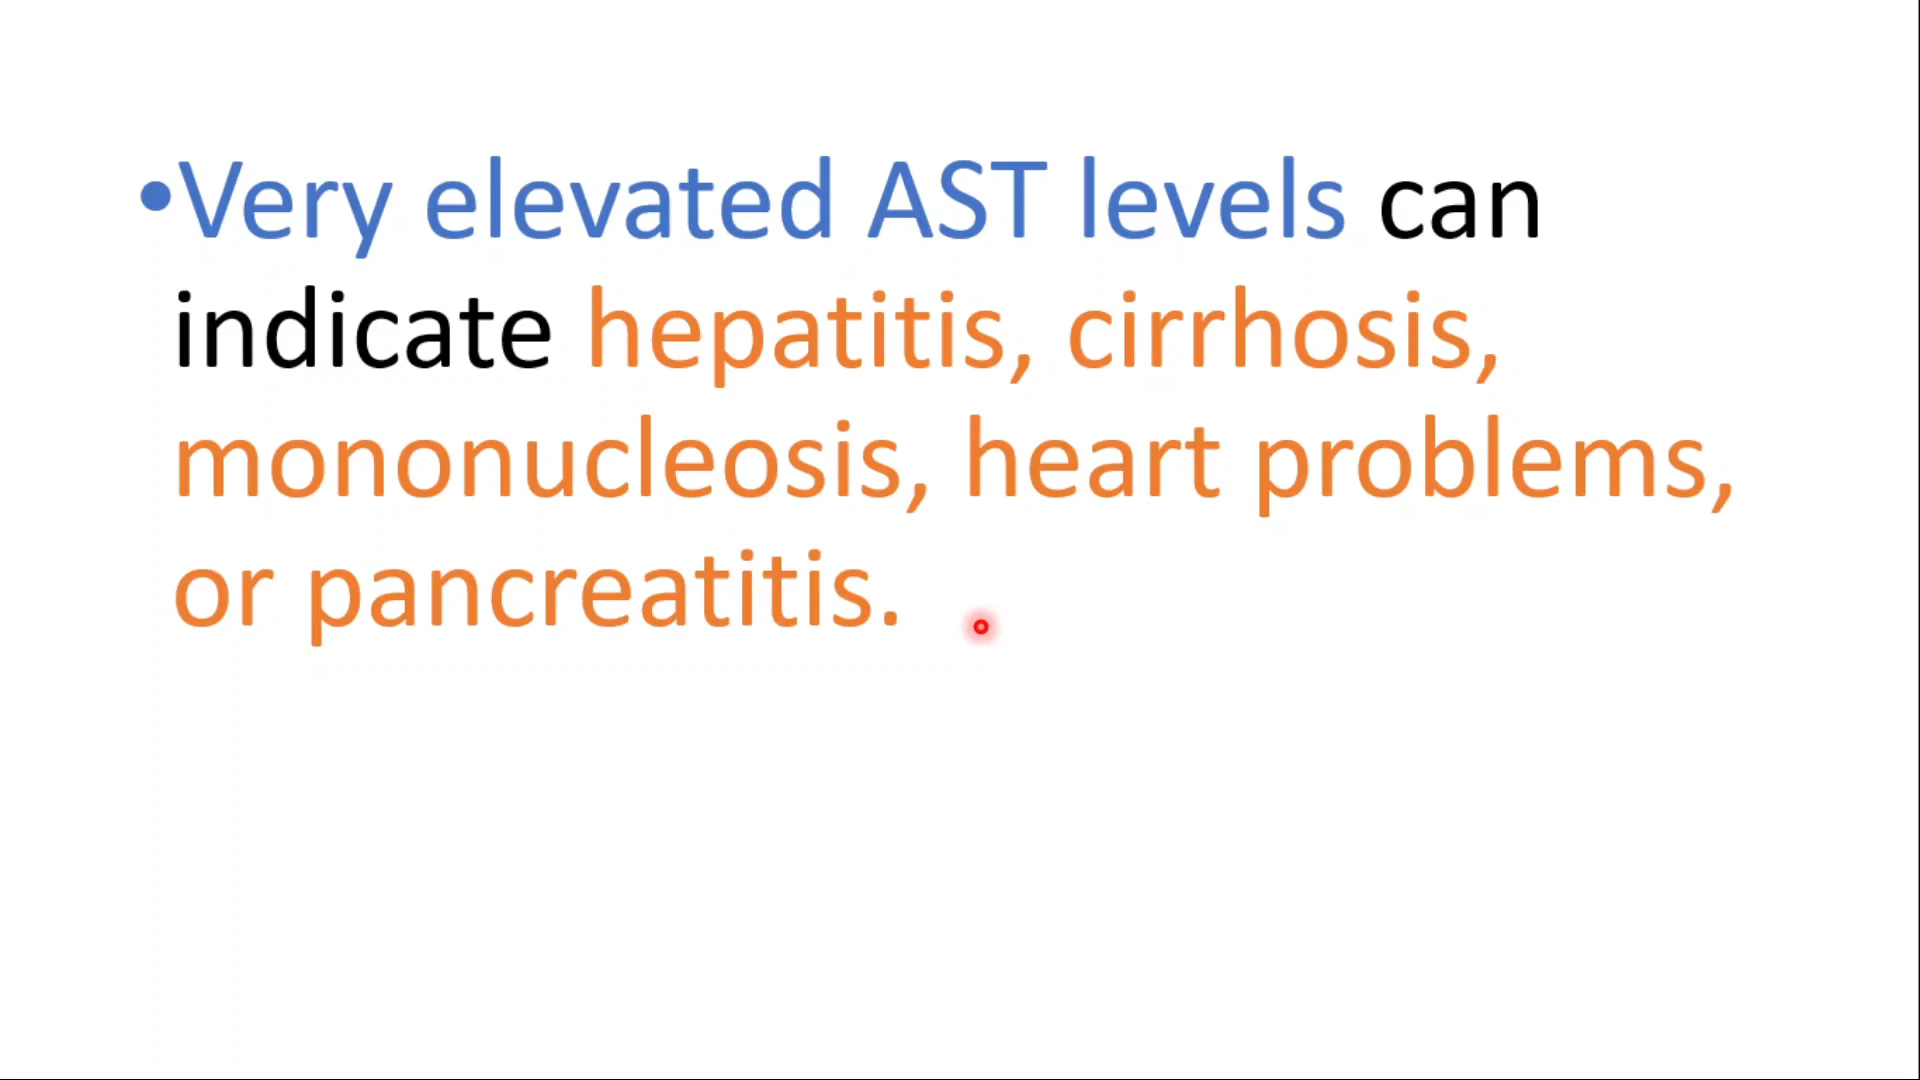 •Very elevated AST levels can
indicate hepatitis, cirrhosis,
mononucleosis, heart problems,
or pancreatitis.